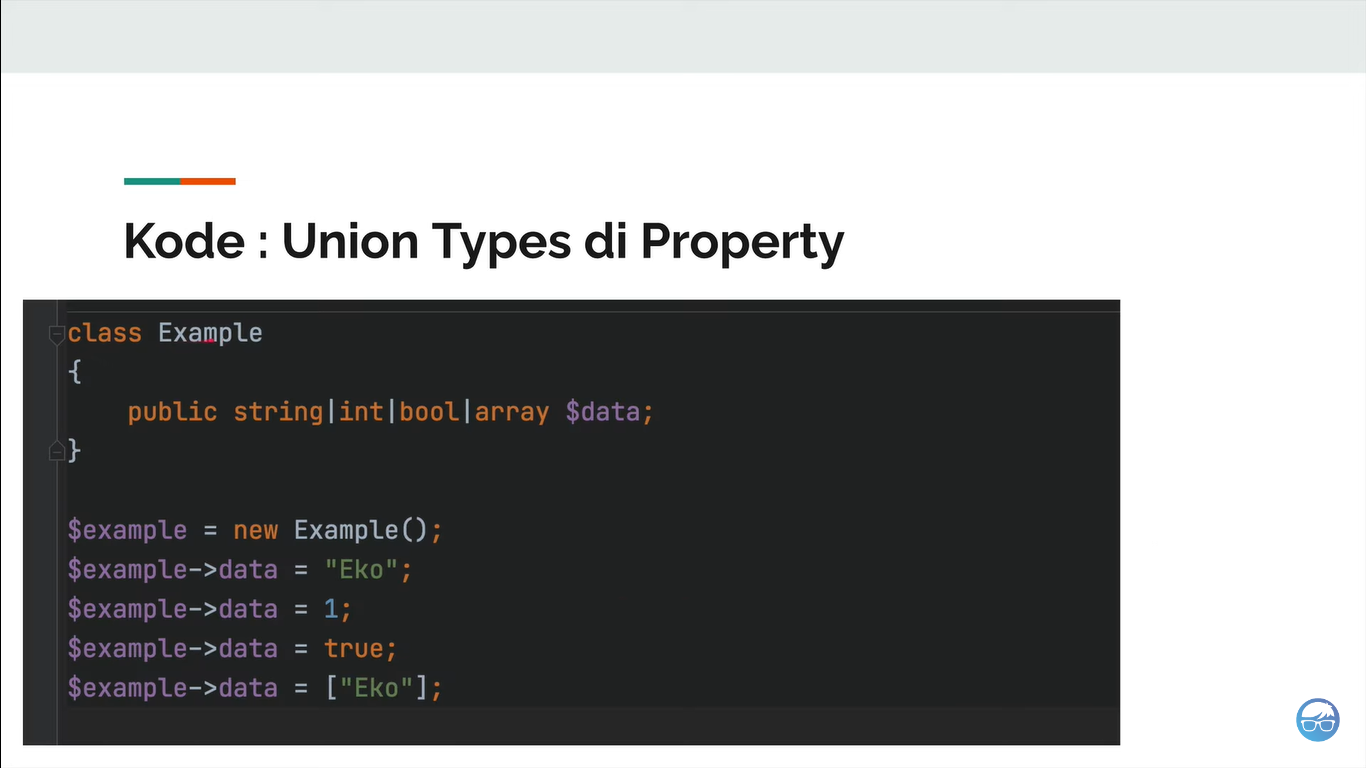 Kode : Union Types di Property
class Example
{
    public string|int|bool|array $data;
}
$example = new Example();
$example->data = "Eko";
$example->data = 1;
$example->data = true;
$example->data = ["Eko"];